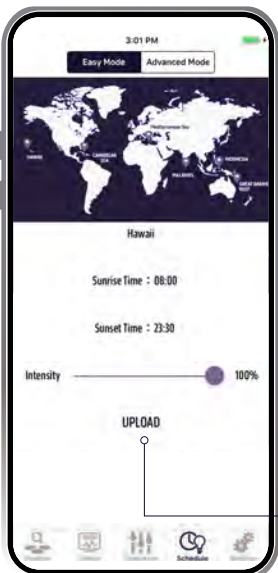 3:01 PM
Easy Mode Advanced Mode
Mediterranean Sea
HAWAII
CARIBBEAN SEA
MALDIVES
INDONESIA
GREAT BARRIER REEF
Hawaii
Sunrise Time : 08:00
Sunset Time : 23:30
Intensity 100%
UPLOAD
Schedule